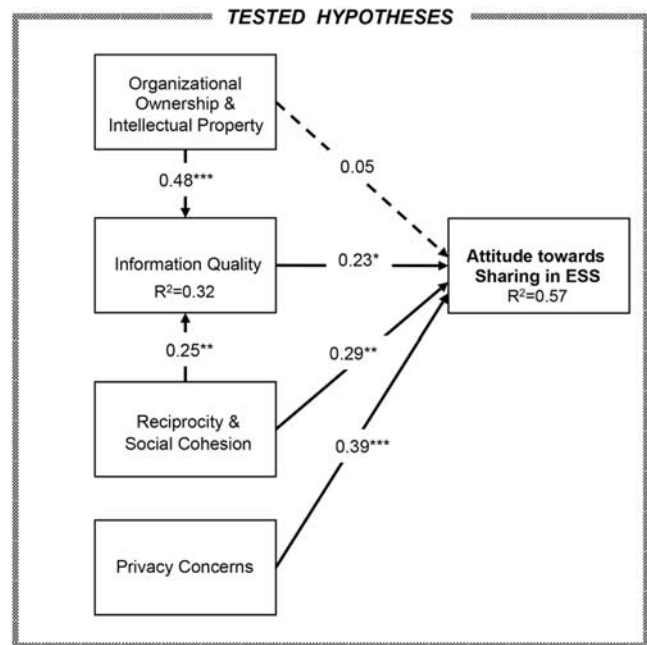 TESTED HYPOTHESES
Organizational
Ownership &
Intellectual Property
0.48***
0.05
Information Quality
R²=0.32
0.23*
Attitude towards
Sharing in ESS
R²=0.57
0.25**
0.29**
Reciprocity &
Social Cohesion
0.39***
Privacy Concerns